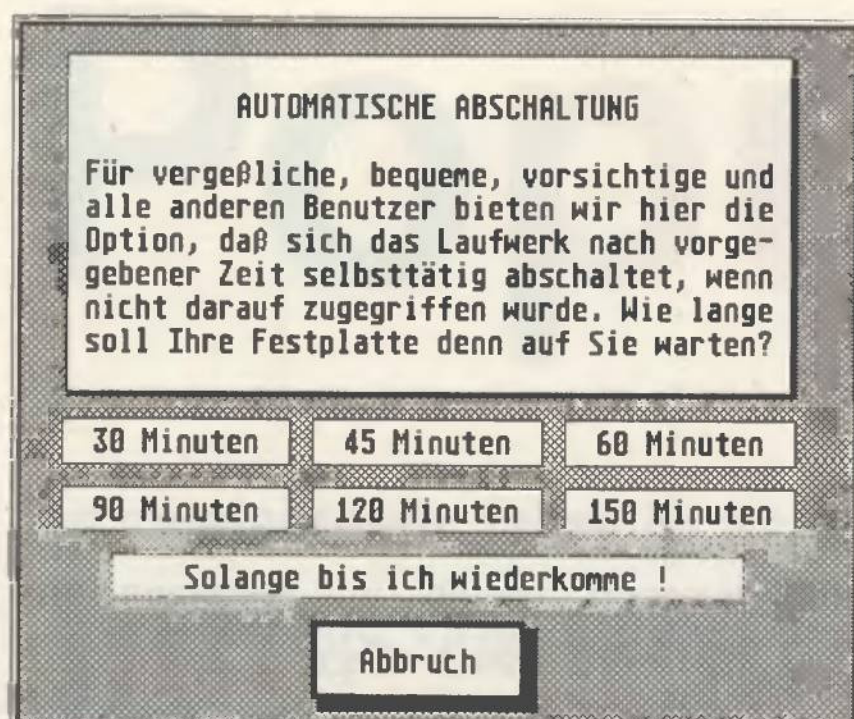 AUTOMATISCHE ABSCHALTUNG
Für vergeßliche, bequeme, vorsichtige und
alle anderen Benutzer bieten wir hier die
Option, daß sich das Laufwerk nach vorge-
gebener Zeit selbsttätig abschaltet, wenn
nicht darauf zugegriffen wurde. Wie lange
soll Ihre Festplatte denn auf Sie warten?
30 Minuten 45 Minuten 60 Minuten
90 Minuten 120 Minuten 150 Minuten
Solange bis ich wiederkomme !
Abbruch